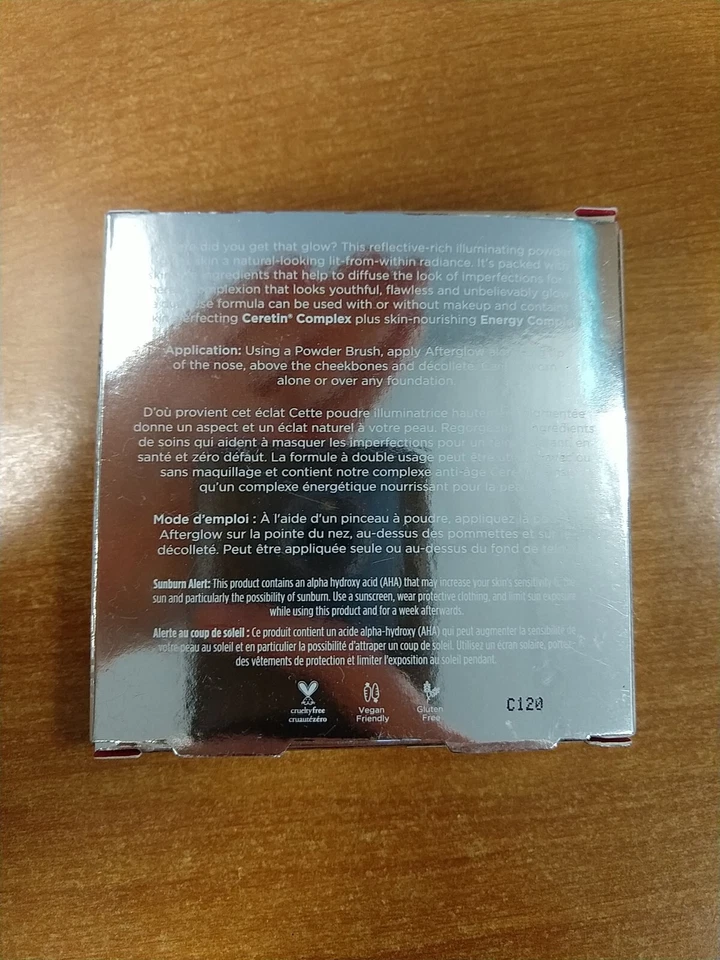 did you get that glow? This reflective-rich illuminating powder
skin a natural-looking lit-from-within radiance. It's packed with
ingredients that help to diffuse the look of imperfections for
complexion that looks youthful, flawless and unbelievably
formula can be used with or without makeup and
Ceretin® Complex plus skin-nourishing Energy Complex
Application: Using a Powder Brush, apply Afterglow
of the nose, above the cheekbones and décolleté.
alone or over any foundation.
D'où provient cet éclat Cette poudre illuminatrice
donne un aspect et un éclat naturel à votre peau.
de soins qui aident à masquer les imperfections pour un
santé et zéro défaut. La formule à double usage peut être
sans maquillage et contient notre complexe anti-âge
qu'un complexe énergétique nourrissant pour la peau
Mode d'emploi : À l'aide d'un pinceau à poudre, appliquez la
Afterglow sur la pointe du nez, au-dessus des pommettes et sur
décolleté. Peut être appliquée seule ou au-dessus du fond de
Sunburn Alert: This product contains an alpha hydroxy acid (AHA) that may increase your skin's sensitivity to the
sun and particularly the possibility of sunburn. Use a sunscreen, wear protective clothing, and limit sun exposure
while using this product and for a week afterwards.
Alerte au coup de soleil : Ce produit contient un acide alpha-hydroxy (AHA) qui peut augmenter la sensibilité de
votre peau au soleil et en particulier la possibilité d'attraper un coup de soleil. Utilisez un écran solaire, portez
des vêtements de protection et limiter l'exposition au soleil pendant.
crueltyfree
cruautézéro
Vegan
Friendly
Gluten
Free
C120